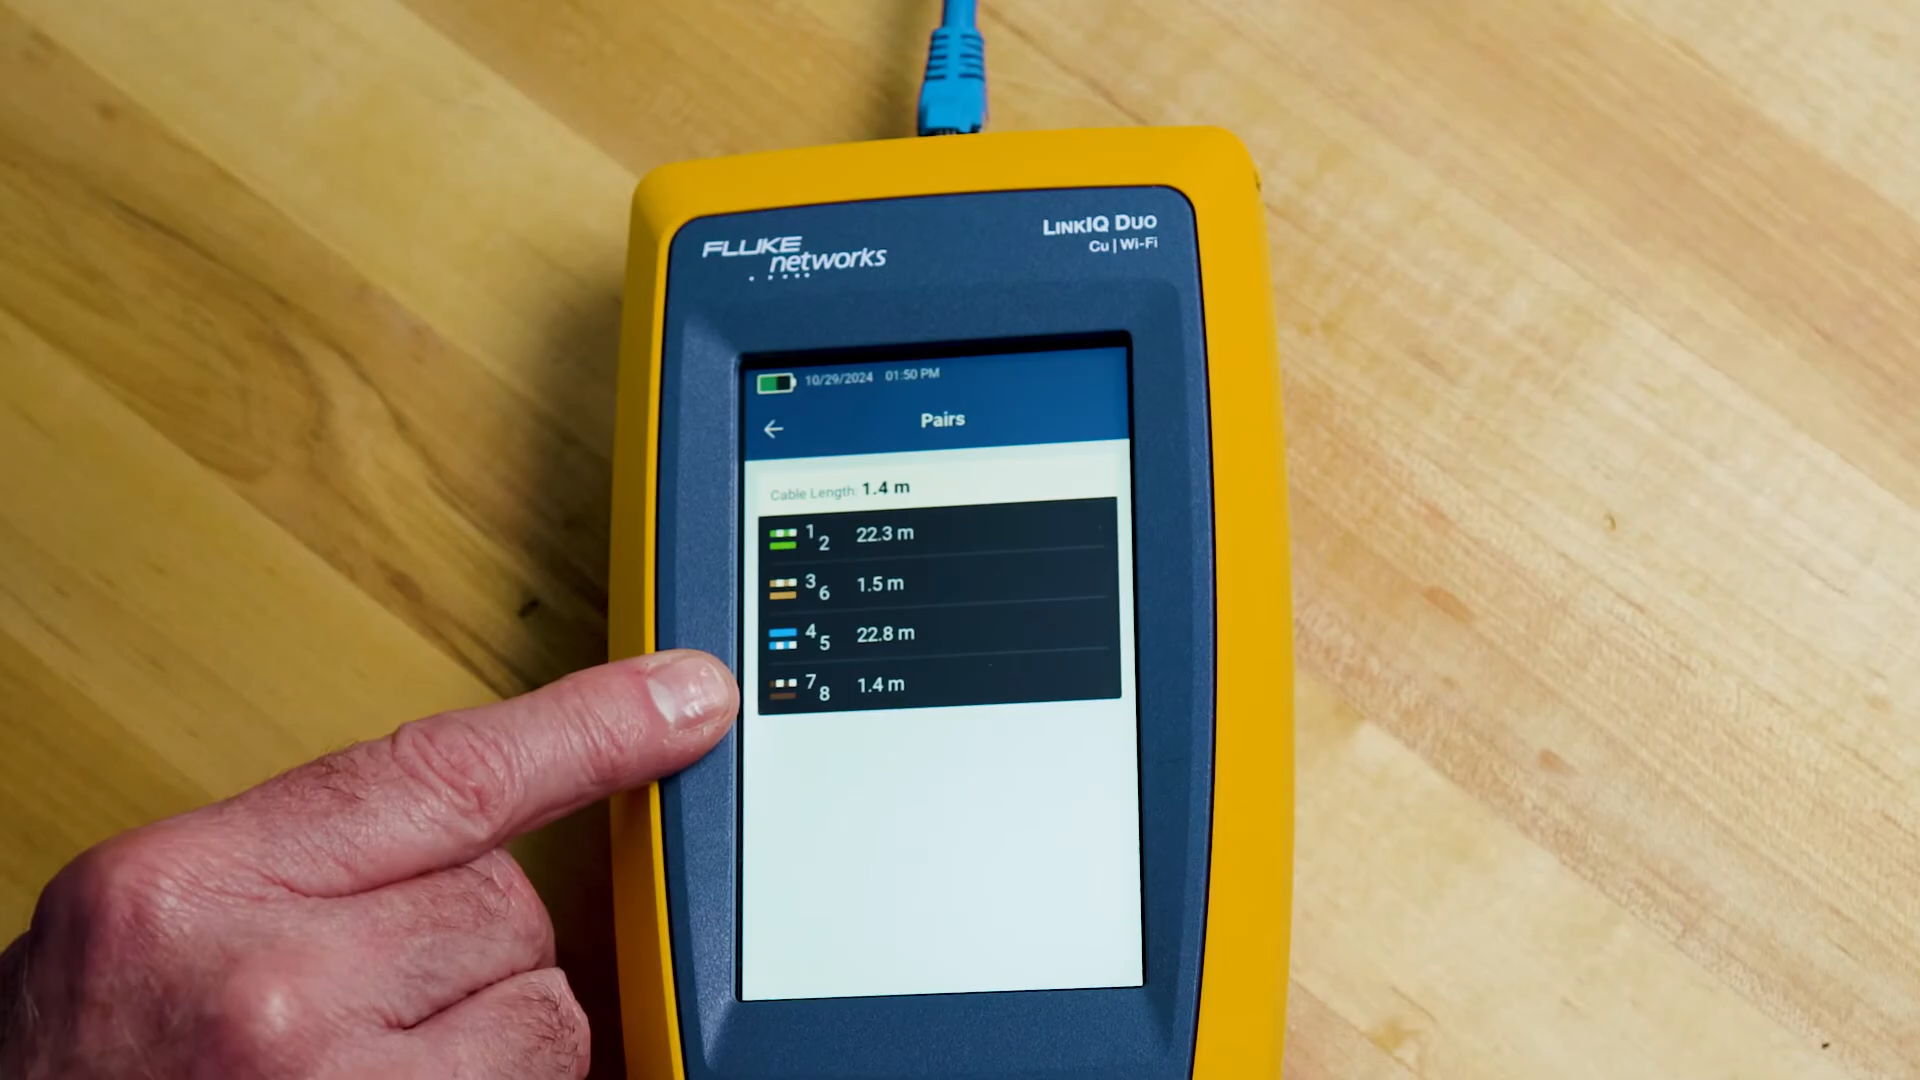 FLUKE
networks
LINKIQ DUO
Cu | Wi-Fi
10/29/2024 01:50 PM
Pairs
Cable Length: 1.4 m
1 2 22.3 m
3 6 1.5 m
4 5 22.8 m
7 8 1.4 m